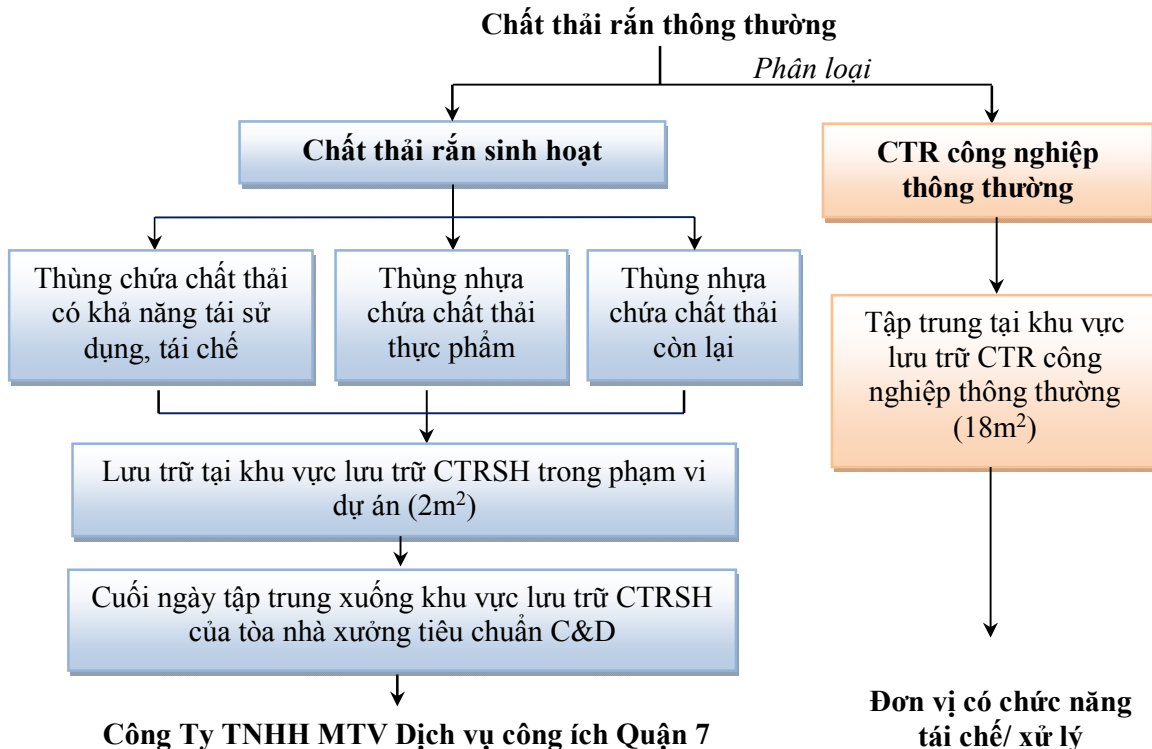 Chất thải rắn thông thường
Phân loại
Chất thải rắn sinh hoạt
CTR công nghiệp
thông thường
Thùng chứa chất thải
có khả năng tái sử
dụng, tái chế
Thùng nhựa
chứa chất thải
thực phẩm
Thùng nhựa
chứa chất thải
còn lại
Tập trung tại khu vực
lưu trữ CTR công
nghiệp thông thường
(18m²)
Lưu trữ tại khu vực lưu trữ CTRSH trong phạm vi
dự án (2m²)
Cuối ngày tập trung xuống khu vực lưu trữ CTRSH
của tòa nhà xưởng tiêu chuẩn C&D
Công Ty TNHH MTV Dịch vụ công ích Quận 7
Đơn vị có chức năng
tái chế/ xử lý